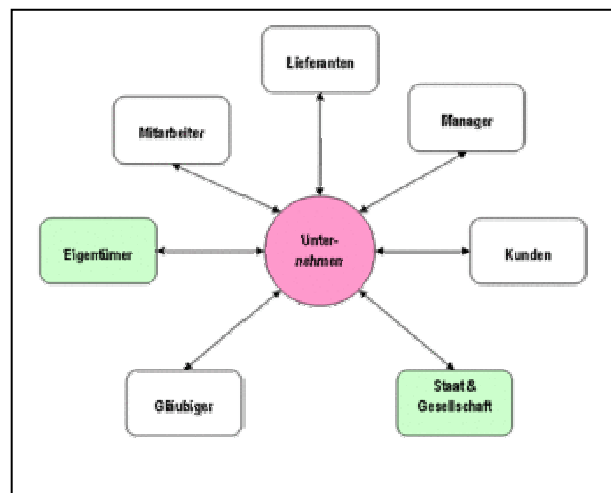 Lieferanten
Mitarbeiter
Manager
Eigentümer
Unter-
nehmen
Kunden
Gläubiger
Staat &
Gesellschaft